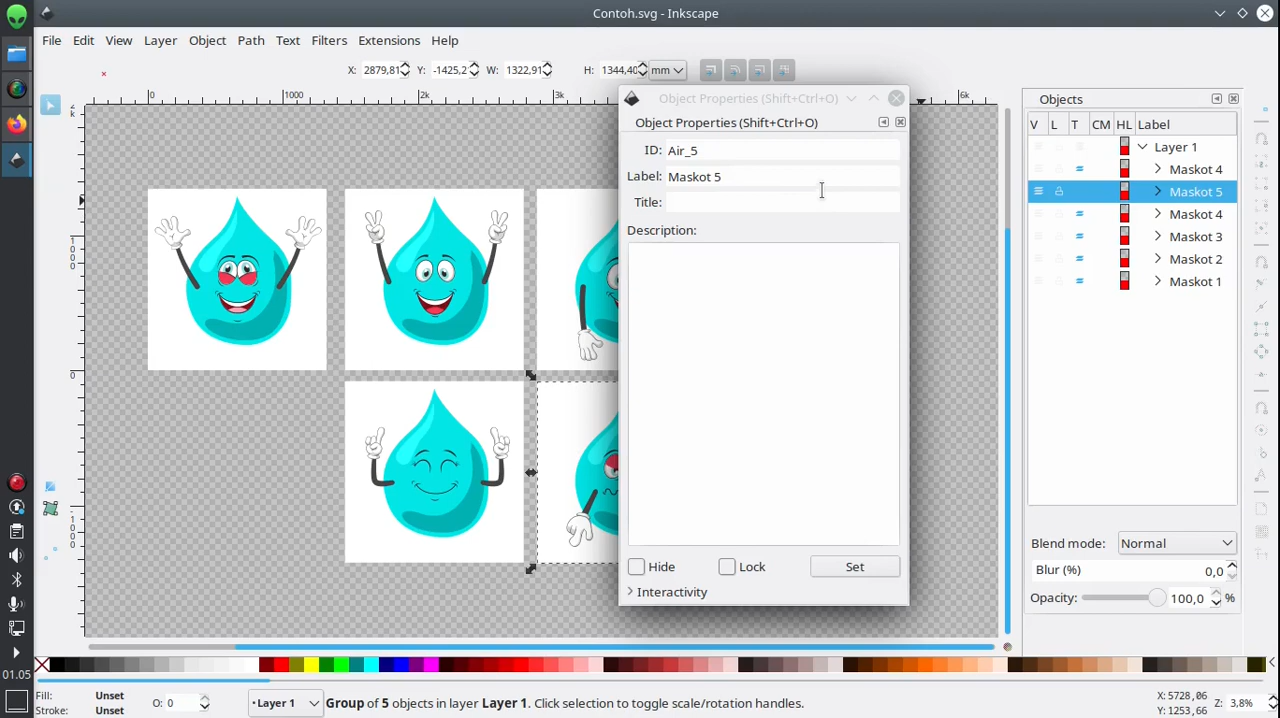 Contoh.svg - Inkscape
File Edit View Layer Object Path Text Filters Extensions Help
X: 2879,81 Y: -1425,2 W: 1322,91 H: 1344,40 mm
0 1000 2k 3k 6k
Object Properties (Shift+Ctrl+O)
Object Properties (Shift+Ctrl+O)
ID: Air_5
Label: Maskot 5
Title:
Description:
Hide Lock Set
Interactivity
Objects
V L T CM HL Label
Layer 1
Maskot 4
Maskot 5
Maskot 4
Maskot 3
Maskot 2
Maskot 1
Blend mode: Normal
Blur (%) 0,0
Opacity: 100,0 %
1000
0
-1000
01.05
Fill: Unset
Stroke: Unset
O: 0
Layer 1
Group of 5 objects in layer Layer 1. Click selection to toggle scale/rotation handles.
X: 5728,06
Y: 1253,66
Z: 3,8%